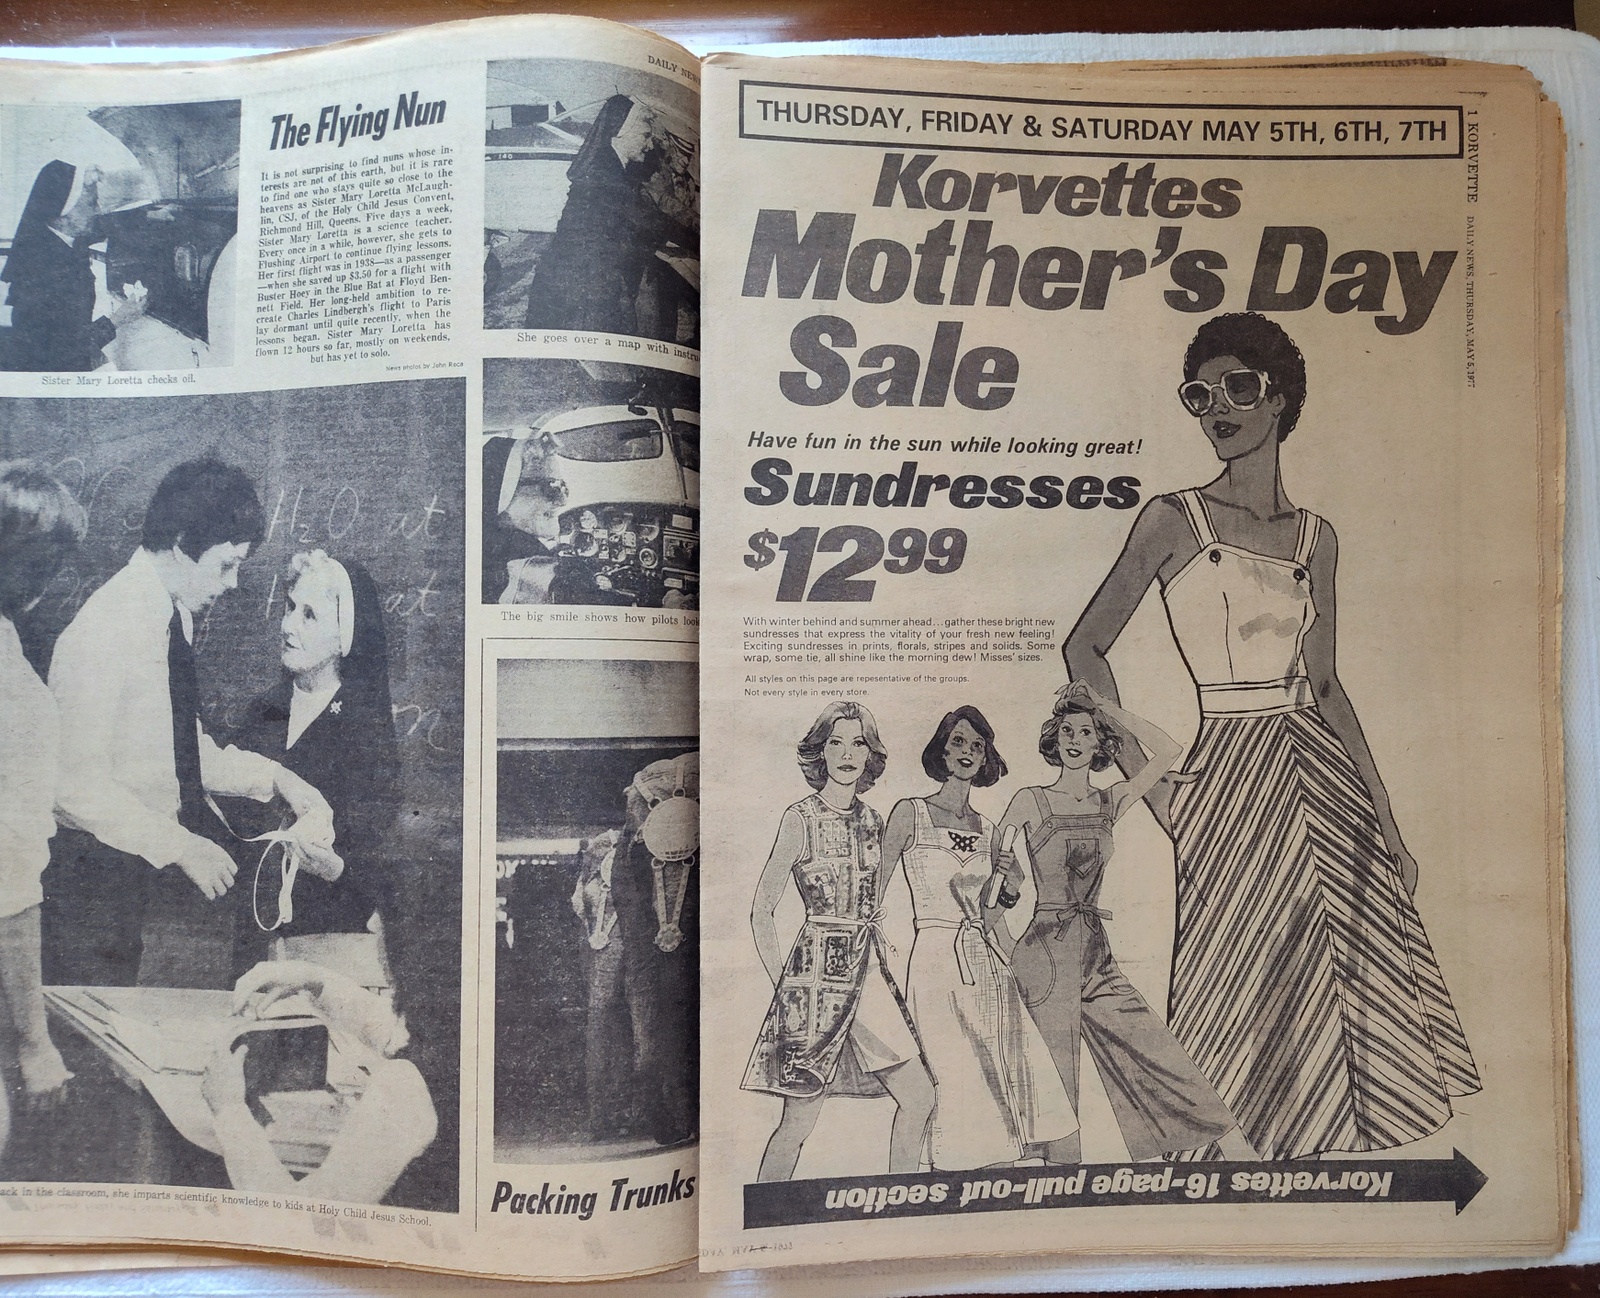 The Flying Nun
It is not surprising to find nuns whose in-
terests are not of this earth, but it is rare
to find one who stays quite so close to the
heavens as Sister Mary Loretta McLaugh-
lin, CSJ, of the Holy Child Jesus Convent,
Richmond Hill, Queens. Five days a week,
Sister Mary Loretta is a science teacher.
Every once in a while, however, she gets to
Flushing Airport to continue flying lessons.
Her first flight was in 1938—as a passenger
—when she saved up $3.50 for a flight with
Buster Hoey in the Blue Bat at Floyd Ben-
nett Field. Her long-held ambition to re-
create Charles Lindbergh's flight to Paris
lay dormant until quite recently, when the
lessons began. Sister Mary Loretta has
flown 12 hours so far, mostly on weekends,
but has yet to solo.
News photos by John Roca
Sister Mary Loretta checks oil.
DAILY NEWS
146
She goes over a map with instru
The big smile shows how pilots look
H₂O at
at
ack in the classroom, she imparts scientific knowledge to kids at Holy Child Jesus School.
Packing Trunks
THURSDAY, FRIDAY & SATURDAY MAY 5TH, 6TH, 7TH
1 KORVETTE DAILY NEWS, THURSDAY, MAY 5, 1977
Korvettes
Mother's Day
Sale
Have fun in the sun while looking great!
Sundresses
$12 99
With winter behind and summer ahead...gather these bright new
sundresses that express the vitality of your fresh new feeling!
Exciting sundresses in prints, florals, stripes and solids. Some
wrap, some tie, all shine like the morning dew! Misses' sizes.
All styles on this page are repesentative of the groups.
Not every style in every store.
Korvettes 16-page pull-out section